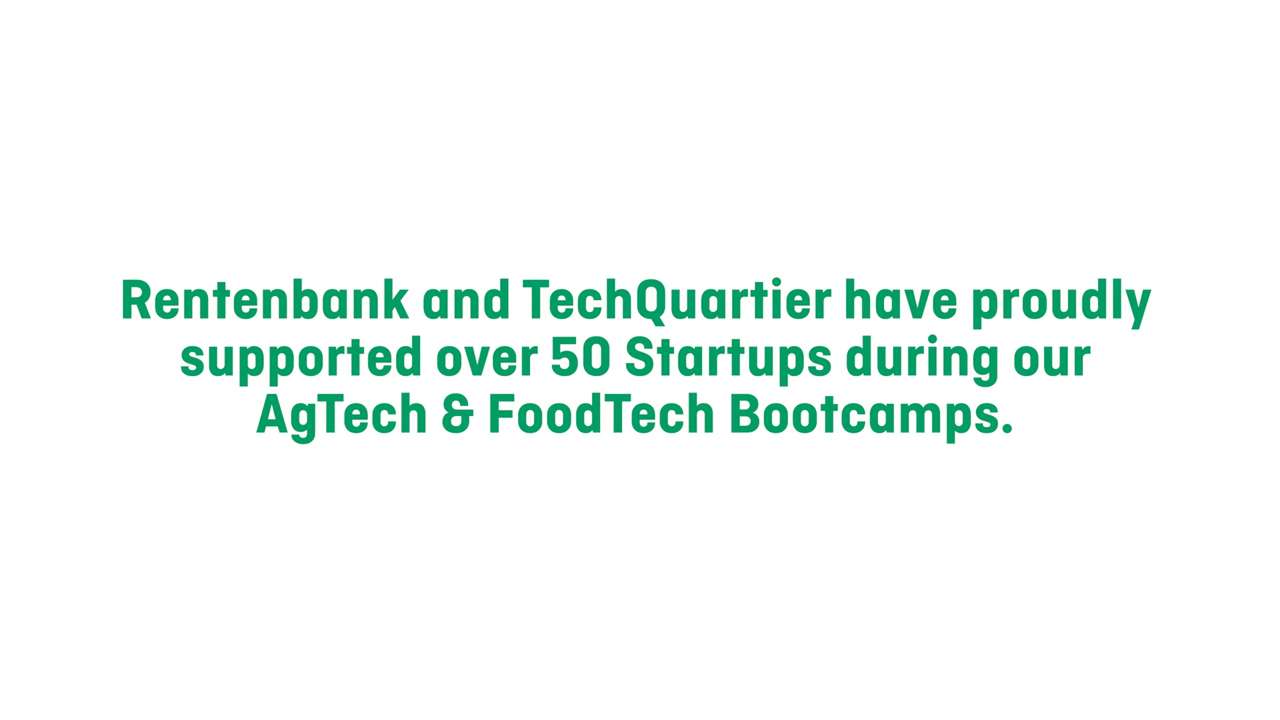 Rentenbank and TechQuartier have proudly
supported over 50 Startups during our
AgTech & FoodTech Bootcamps.